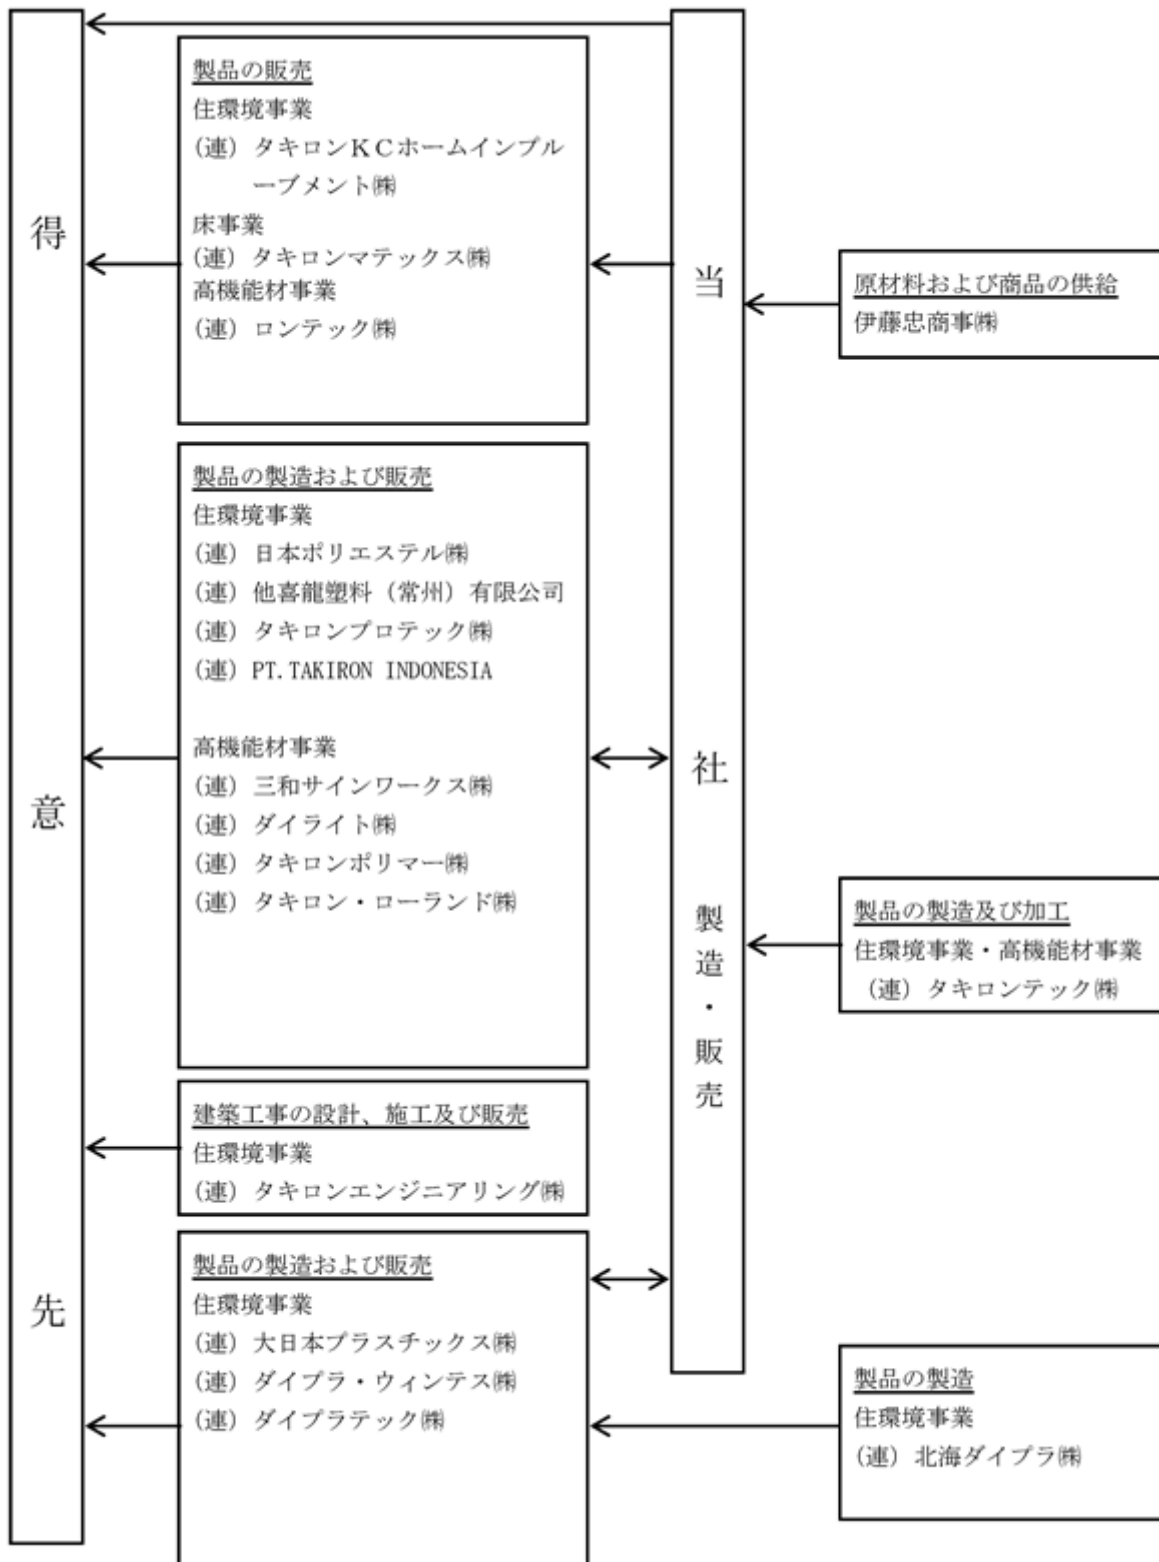 得意先
製品の販売
住環境事業
(連) タキロンKCホームインプル
ーブメント㈱
床事業
(連) タキロンマテックス㈱
高機能材事業
(連) ロンテック㈱
製品の製造および販売
住環境事業
(連) 日本ポリエステル㈱
(連) 他喜龍塑料 (常州) 有限公司
(連) タキロンプロテック㈱
(連) PT.TAKIRON INDONESIA
高機能材事業
(連) 三和サインワークス㈱
(連) ダイライト㈱
(連) タキロンポリマー㈱
(連) タキロン・ローランド㈱
建築工事の設計、施工及び販売
住環境事業
(連) タキロンエンジニアリング㈱
製品の製造および販売
住環境事業
(連) 大日本プラスチックス㈱
(連) ダイプラ・ウィンテス㈱
(連) ダイプラテック㈱
当社
製造・販売
原材料および商品の供給
伊藤忠商事㈱
製品の製造及び加工
住環境事業・高機能材事業
(連) タキロンテック㈱
製品の製造
住環境事業
(連) 北海ダイプラ㈱